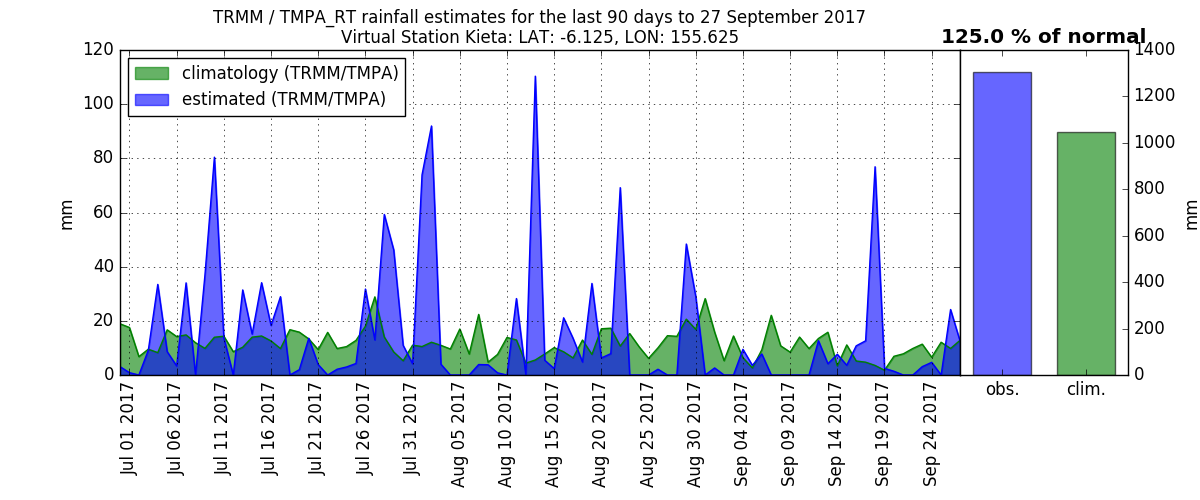 TRMM / TMPA_RT rainfall estimates for the last 90 days to 27 September 2017
Virtual Station Kieta: LAT: -6.125, LON: 155.625
125.0 % of normal
climatology (TRMM/TMPA)
estimated (TRMM/TMPA)
mm
120
100
80
60
40
20
0
Jul 01 2017
Jul 06 2017
Jul 11 2017
Jul 16 2017
Jul 21 2017
Jul 26 2017
Jul 31 2017
Aug 05 2017
Aug 10 2017
Aug 15 2017
Aug 20 2017
Aug 25 2017
Aug 30 2017
Sep 04 2017
Sep 09 2017
Sep 14 2017
Sep 19 2017
Sep 24 2017
obs.
clim.
1400
1200
1000
800
600
400
200
0
mm